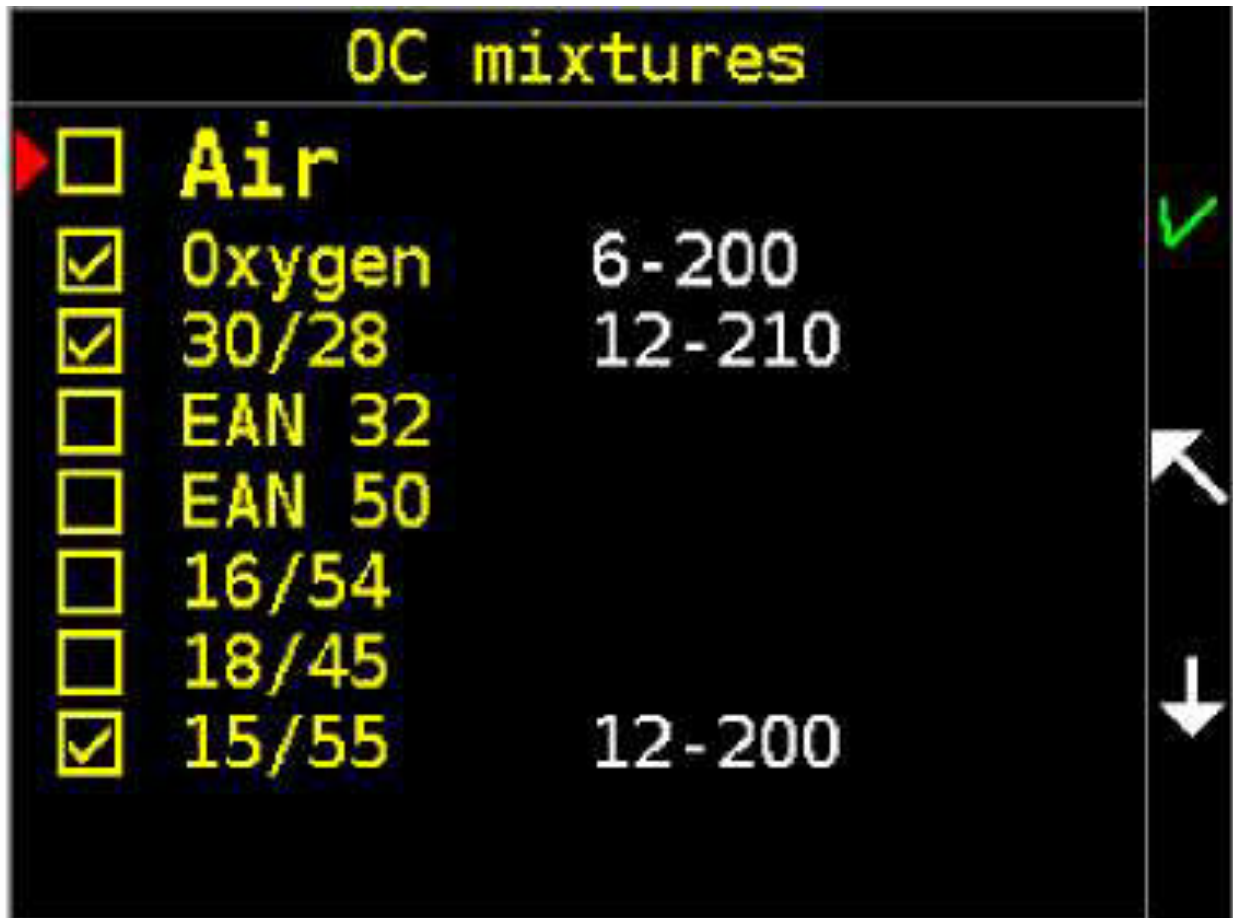 OC mixtures
Air
Oxygen 6-200
30/28 12-210
EAN 32
EAN 50
16/54
18/45
15/55 12-200